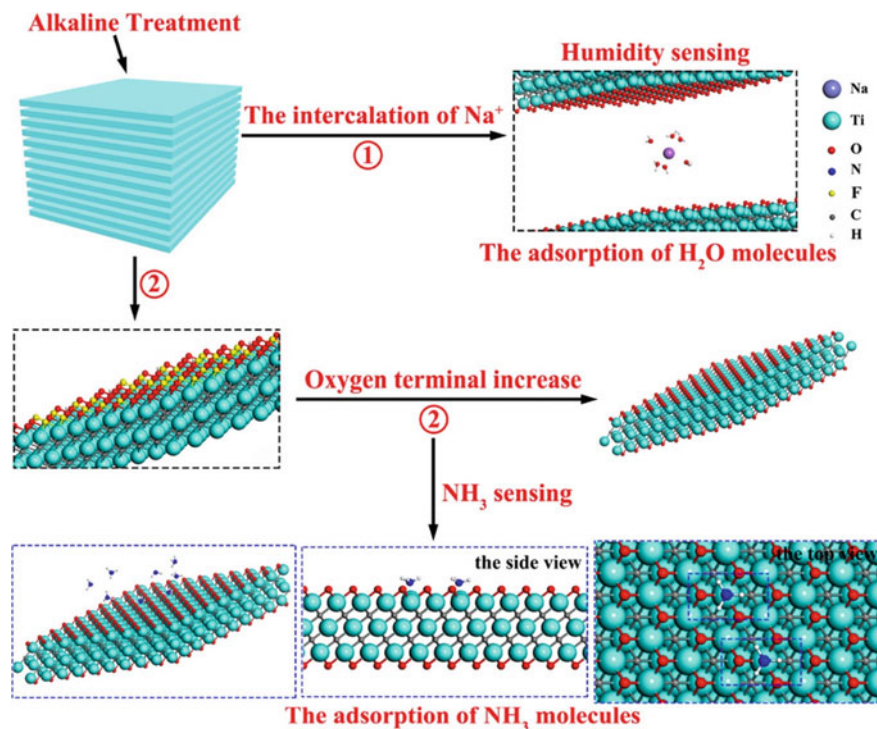 Alkaline Treatment
Humidity sensing
The intercalation of Na⁺
①
Na
Ti
O
N
F
C
H
The adsorption of H₂O molecules
②
Oxygen terminal increase
②
NH₃ sensing
the side view
the top view
The adsorption of NH₃ molecules